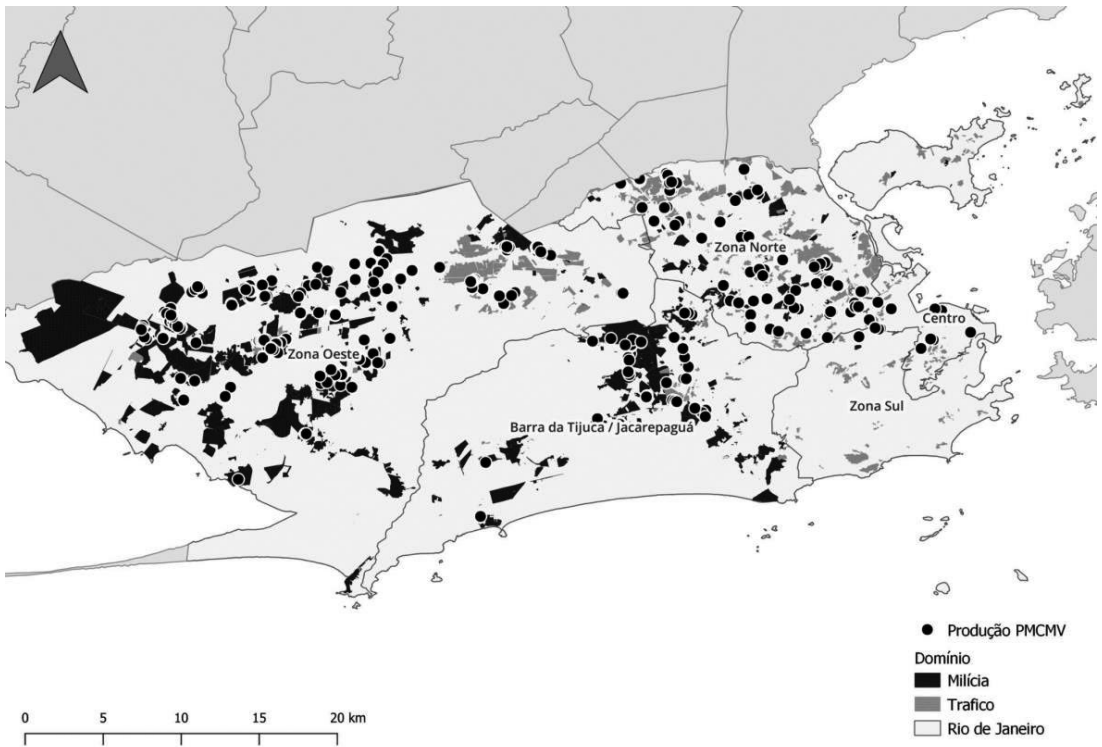 Zona Norte
Centro
Zona Oeste
Zona Sul
Barra da Tijuca / Jacarepaguá
Produção PMCMV
Domínio
Milícia
Trafico
Rio de Janeiro
0 5 10 15 20 km